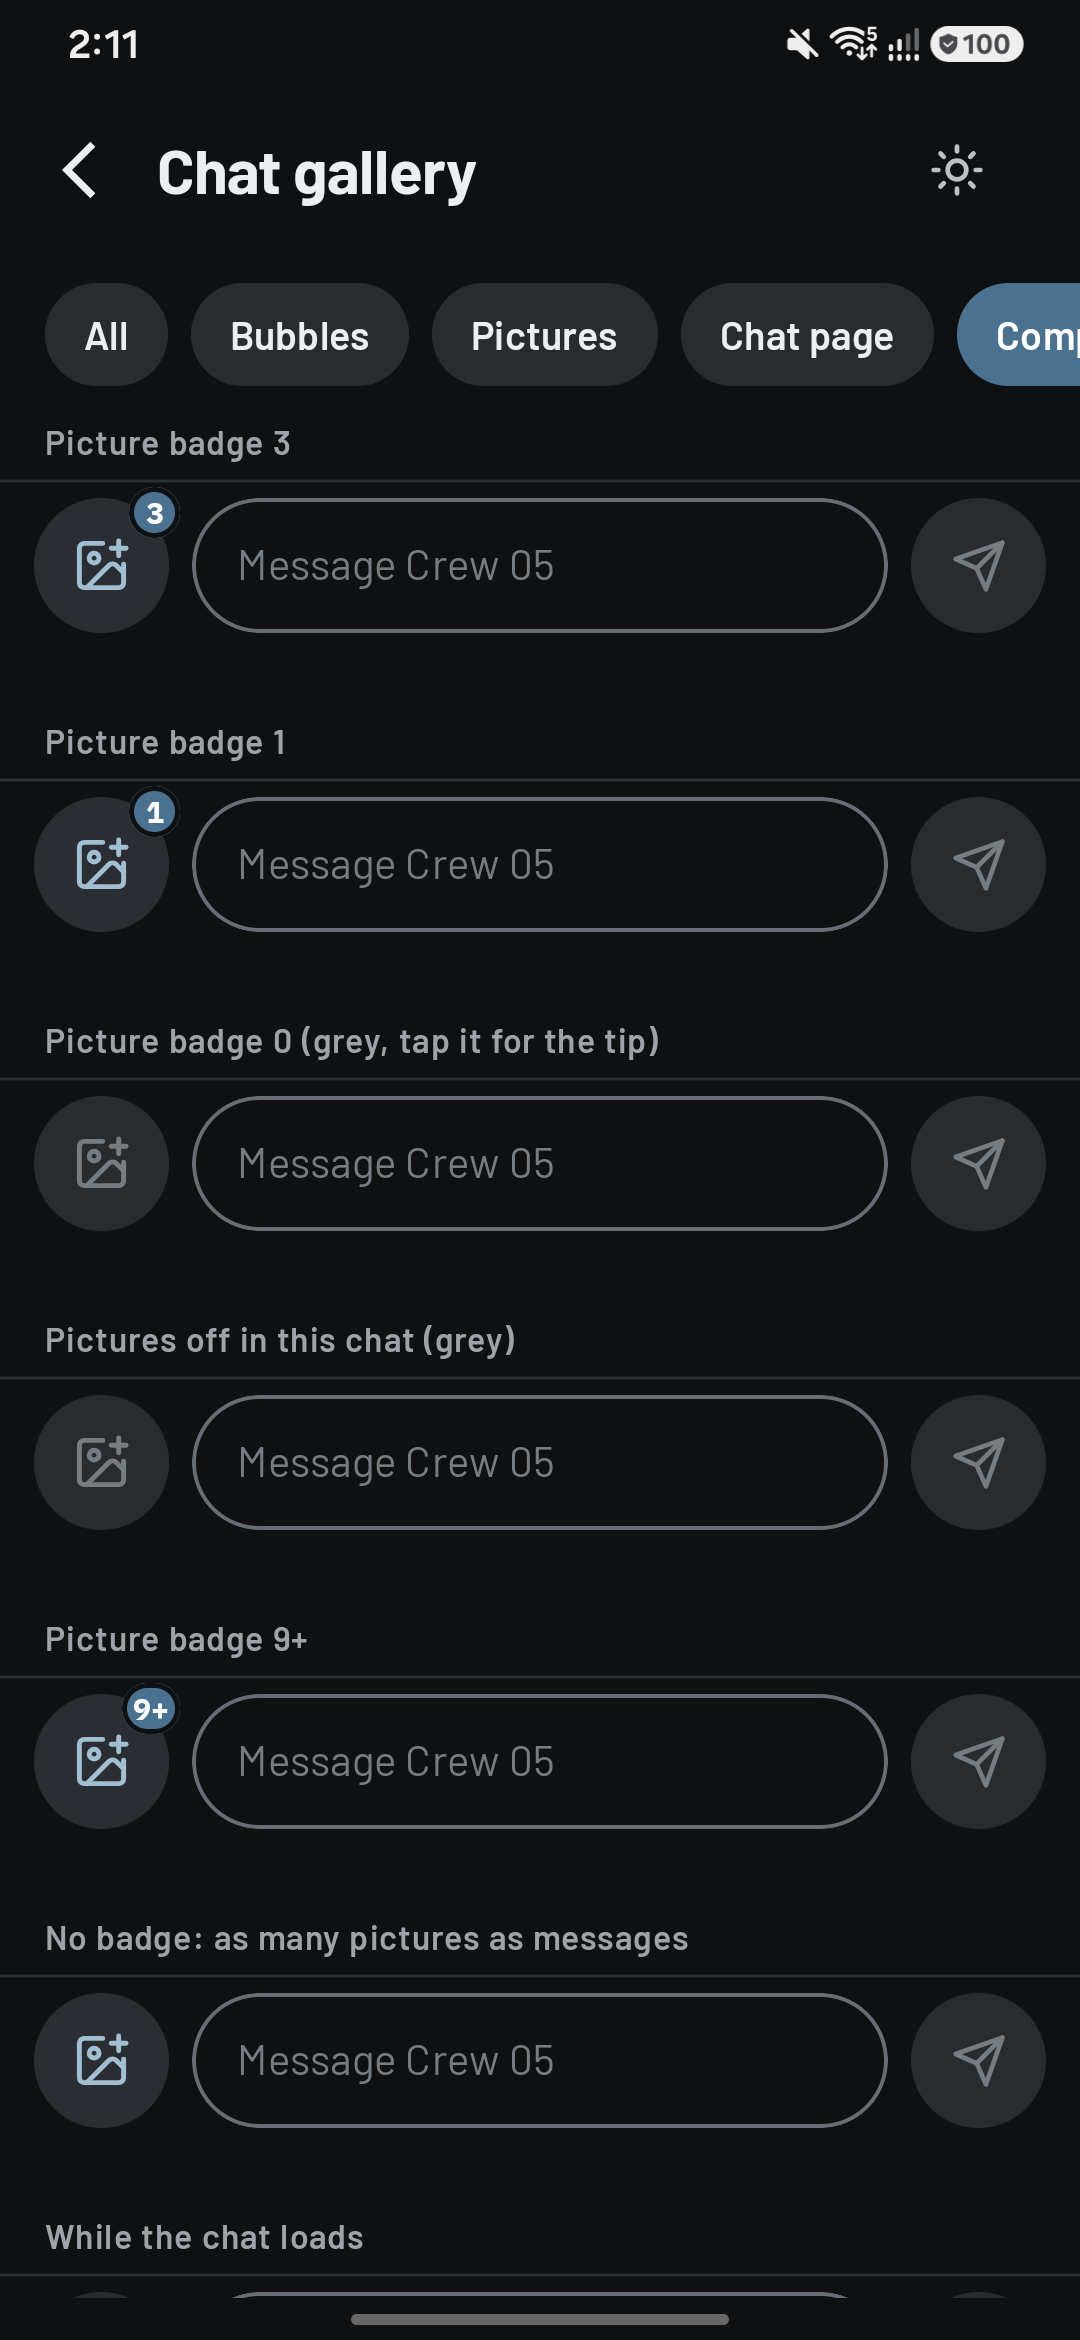 2:11
5
100
Chat gallery
All
Bubbles
Pictures
Chat page
Comp
Picture badge 3
3
Message Crew 05
Picture badge 1
1
Message Crew 05
Picture badge 0 (grey, tap it for the tip)
Message Crew 05
Pictures off in this chat (grey)
Message Crew 05
Picture badge 9+
9+
Message Crew 05
No badge: as many pictures as messages
Message Crew 05
While the chat loads